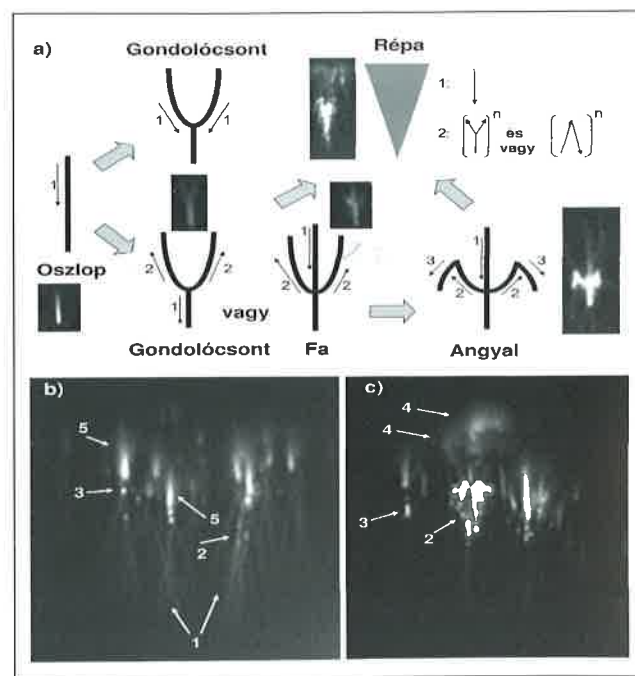 a)
Gondolócsont
Répa
1:
2: [ ]n és vagy [ ]n
1 1
1
Oszlop
2 2
1
vagy
1
2 2
1
3 3
2 2
Gondolócsont
Fa
Angyal
b)
5
3
5
2
1
c)
4
4
3
2